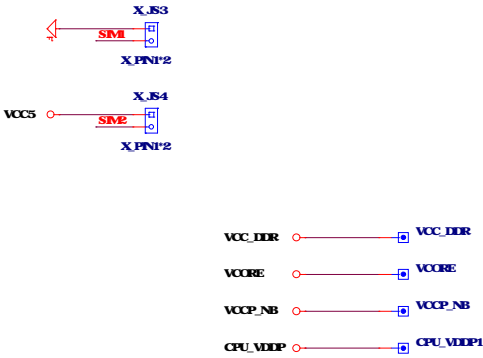 X_JS3
SIM1
X_PIN1*2
X_JS4
VCC5
SIM2
X_PIN1*2
VCC_DDR VCC_DDR
VCORE VCORE
VCCP_NB VCCP_NB
CPU_VDDP CPU_VDDP1